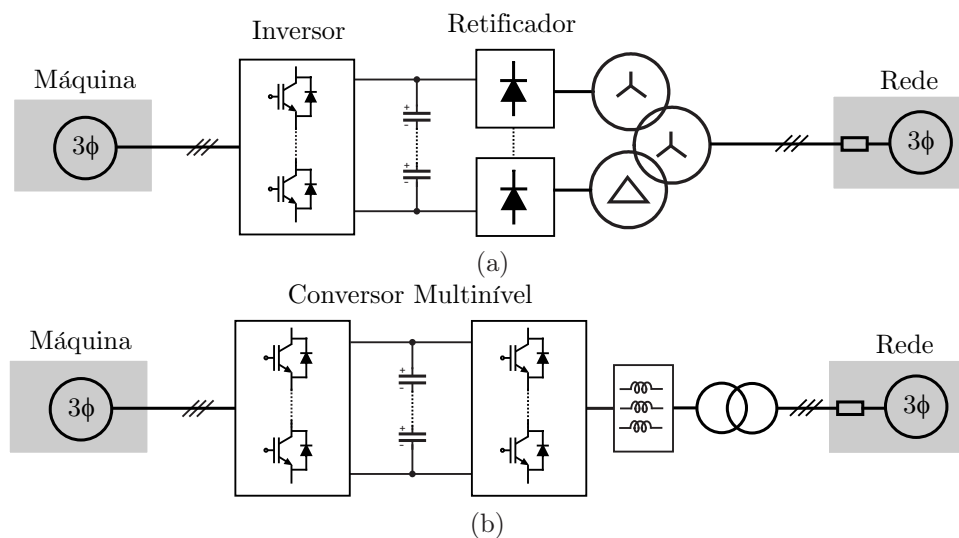 Inversor
Retificador
Máquina
Rede
3ϕ
+
-
+
-
3ϕ
(a)
Conversor Multinível
Máquina
Rede
3ϕ
+
-
+
-
3ϕ
(b)